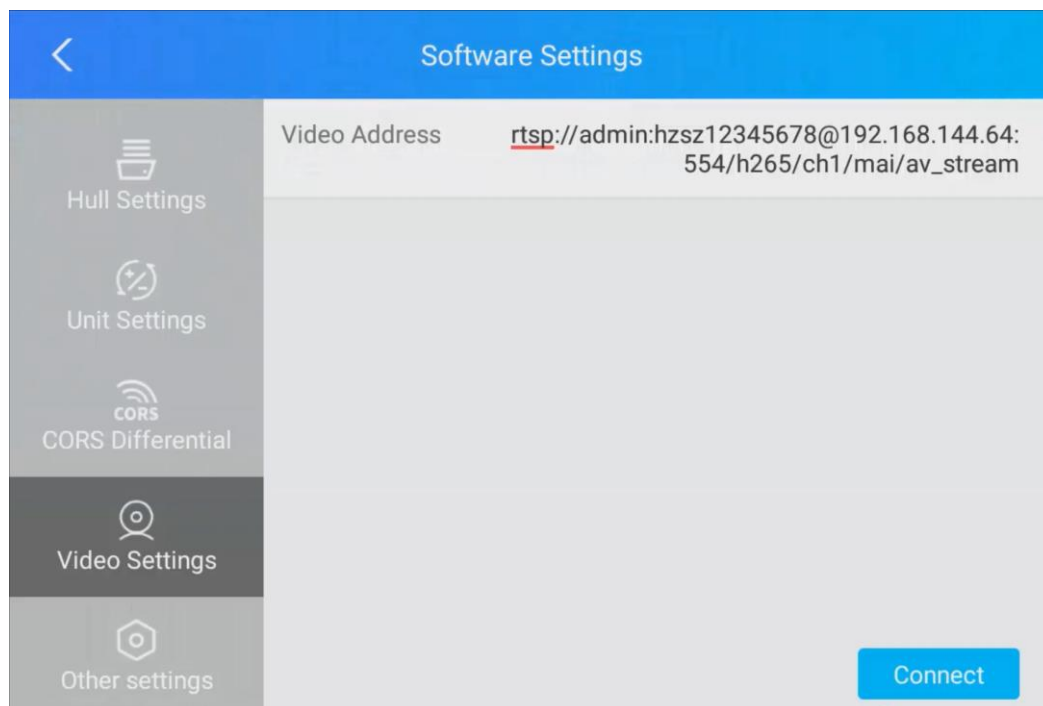 Software Settings
Hull Settings
Unit Settings
CORS
CORS Differential
Video Settings
Other settings
Video Address
rtsp://admin:hzsz12345678@192.168.144.64:
554/h265/ch1/mai/av_stream
Connect